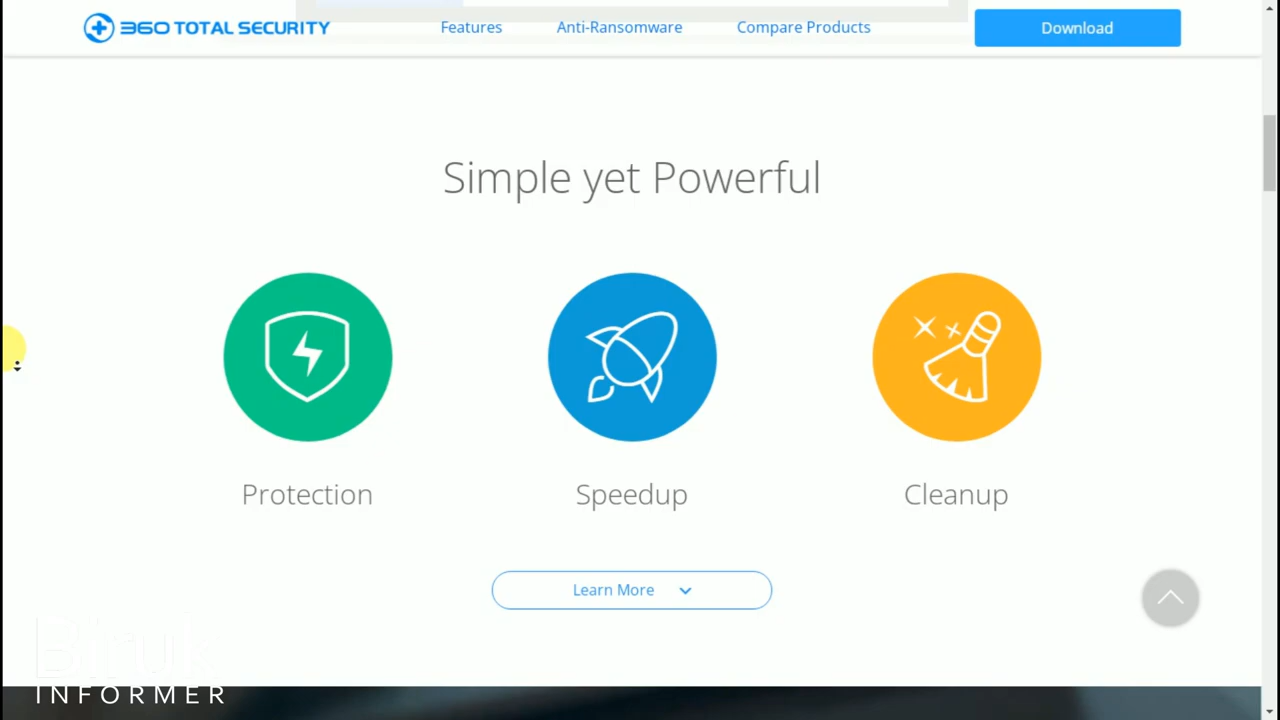 360 TOTAL SECURITY
Features
Anti-Ransomware
Compare Products
Download
Simple yet Powerful
Protection
Speedup
Cleanup
Learn More
INFORMER